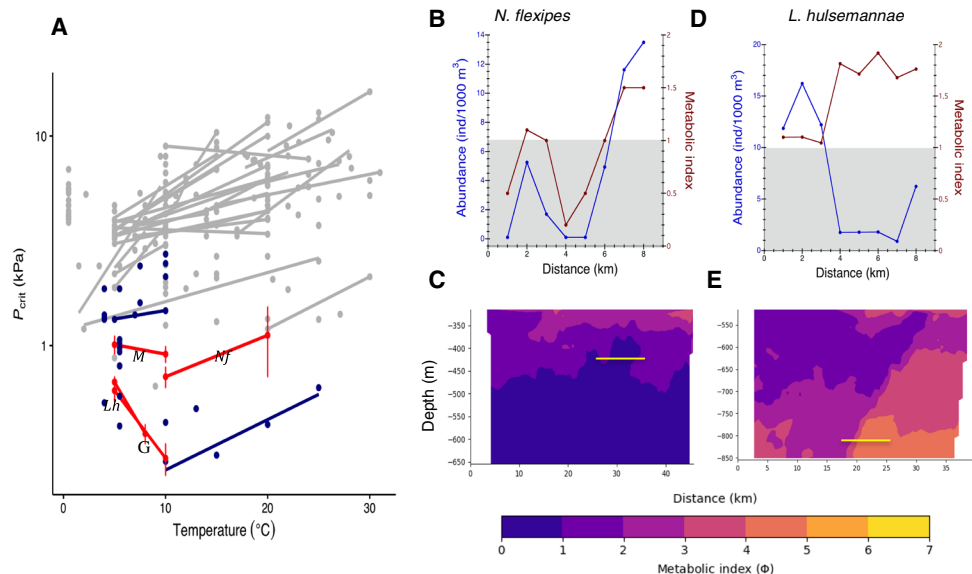 A
P_crit (kPa)
10
1
M
Nf
Lh
G
0 10 20 30
Temperature (°C)
B
N. flexipes
Abundance (ind/1000 m³)
14
12
10
8
6
4
2
0
2
1.5
1
0.5
0
Metabolic index
0 2 4 6 8
Distance (km)
D
L. hulsemannae
Abundance (ind/1000 m³)
20
15
10
5
0
2
1.5
1
0.5
0
Metabolic index
0 2 4 6 8
Distance (km)
C
Depth (m)
−350
−400
−450
−500
−550
−600
−650
10 20 30 40
E
−350
−400
−450
−500
−550
−600
−650
−700
−750
−800
−850
0 5 10 15 20 25 30 35
Distance (km)
0 1 2 3 4 5 6 7
Metabolic index (Φ)